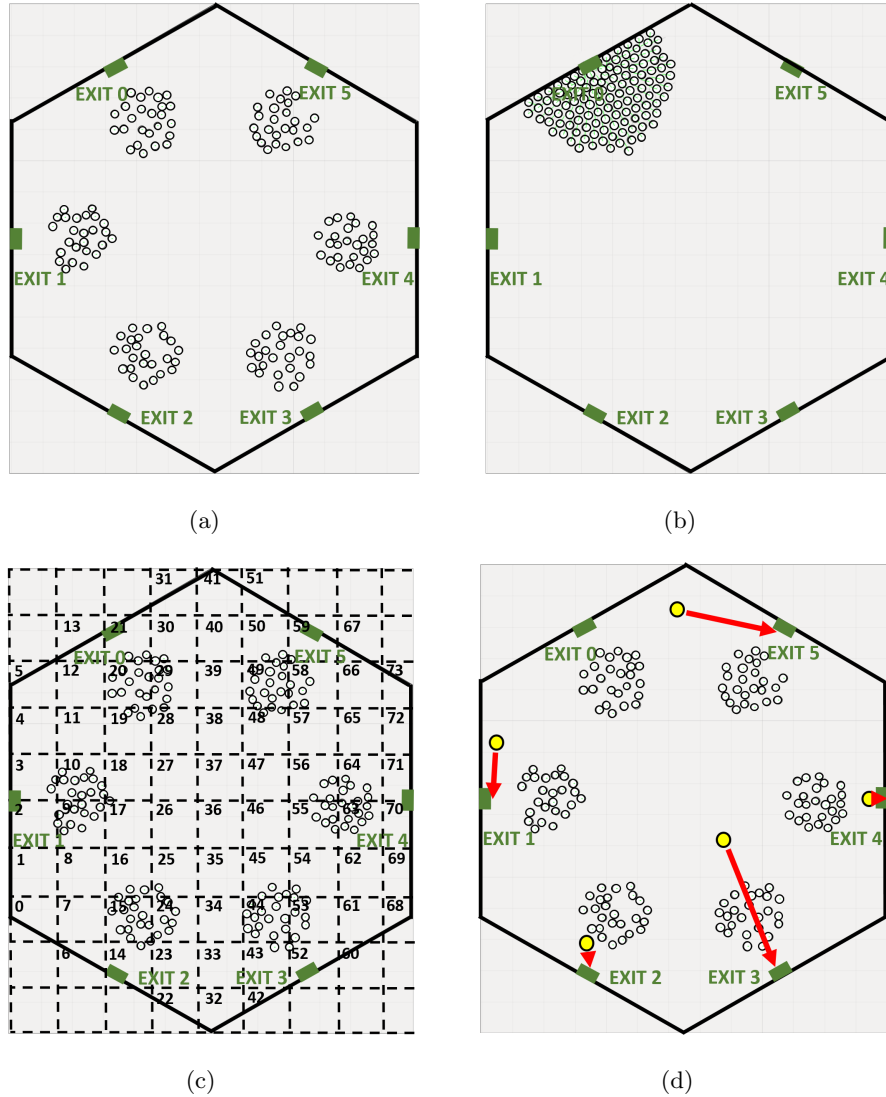 EXIT 0
EXIT 5
EXIT 1
EXIT 4
EXIT 2
EXIT 3
(a)
EXIT 5
EXIT 1
EXIT 4
EXIT 2
EXIT 3
(b)
31 41 51
13 21 30 40 50 59 67
EXIT 0 EXIT 5
5 12 20 29 39 49 58 66 73
4 11 19 28 38 48 57 65 72
3 10 18 27 37 47 56 64 71
2 9 17 26 36 46 55 63 70
EXIT 1 EXIT 4
1 8 16 25 35 45 54 62 69
0 7 15 24 34 44 53 61 68
6 14 23 33 43 52 60
EXIT 2 EXIT 3
22 32 42
(c)
EXIT 0
EXIT 5
EXIT 1
EXIT 4
EXIT 2
EXIT 3
(d)